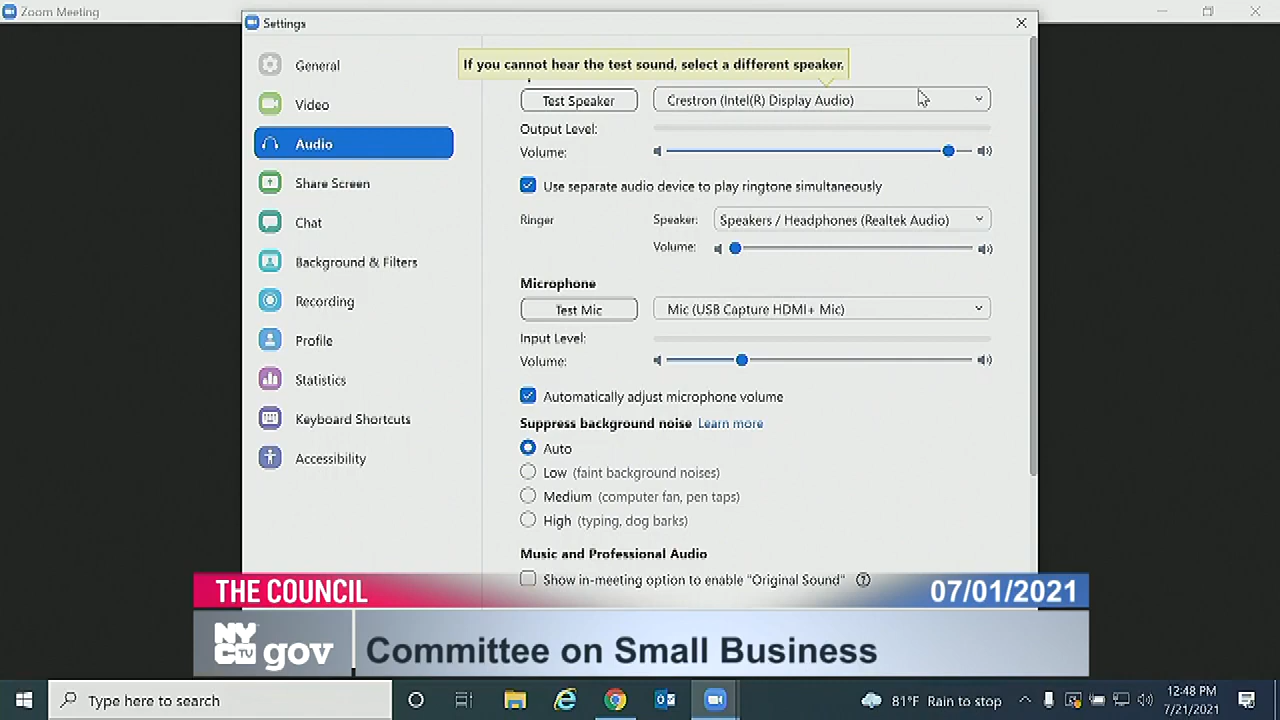 Zoom Meeting
Settings
General
Video
Audio
Share Screen
Chat
Background & Filters
Recording
Profile
Statistics
Keyboard Shortcuts
Accessibility
If you cannot hear the test sound, select a different speaker.
Test Speaker
Crestron (Intel(R) Display Audio)
Output Level:
Volume:
Use separate audio device to play ringtone simultaneously
Ringer
Speaker:
Speakers / Headphones (Realtek Audio)
Volume:
Microphone
Test Mic
Mic (USB Capture HDMI+ Mic)
Input Level:
Volume:
Automatically adjust microphone volume
Suppress background noise Learn more
Auto
Low (faint background noises)
Medium (computer fan, pen taps)
High (typing, dog barks)
Music and Professional Audio
Show in-meeting option to enable "Original Sound"
THE COUNCIL
07/01/2021
NYC TV gov
Committee on Small Business
Type here to search
81°F Rain to stop
12:48 PM
7/21/2021